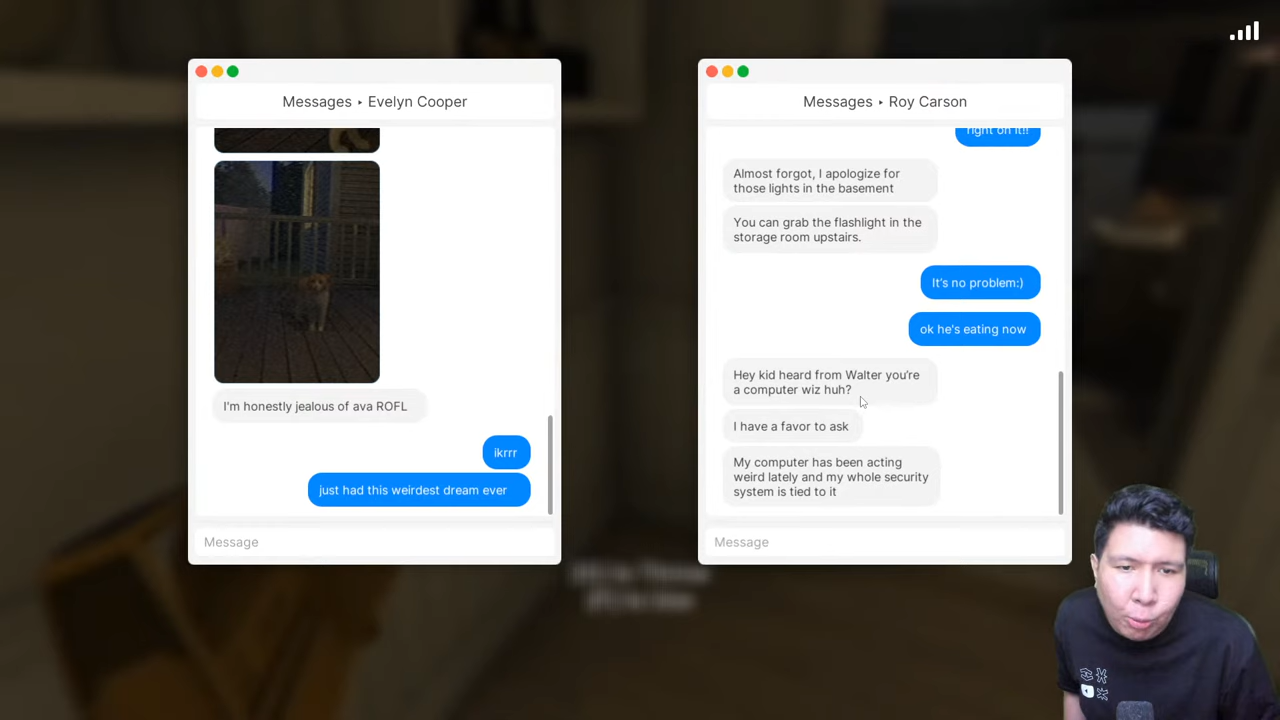 Messages ▸ Evelyn Cooper
I'm honestly jealous of ava ROFL
ikrrr
just had this weirdest dream ever
Message
Messages ▸ Roy Carson
right on it!!
Almost forgot, I apologize for
those lights in the basement
You can grab the flashlight in the
storage room upstairs.
It's no problem:)
ok he's eating now
Hey kid heard from Walter you're
a computer wiz huh?
I have a favor to ask
My computer has been acting
weird lately and my whole security
system is tied to it
Message